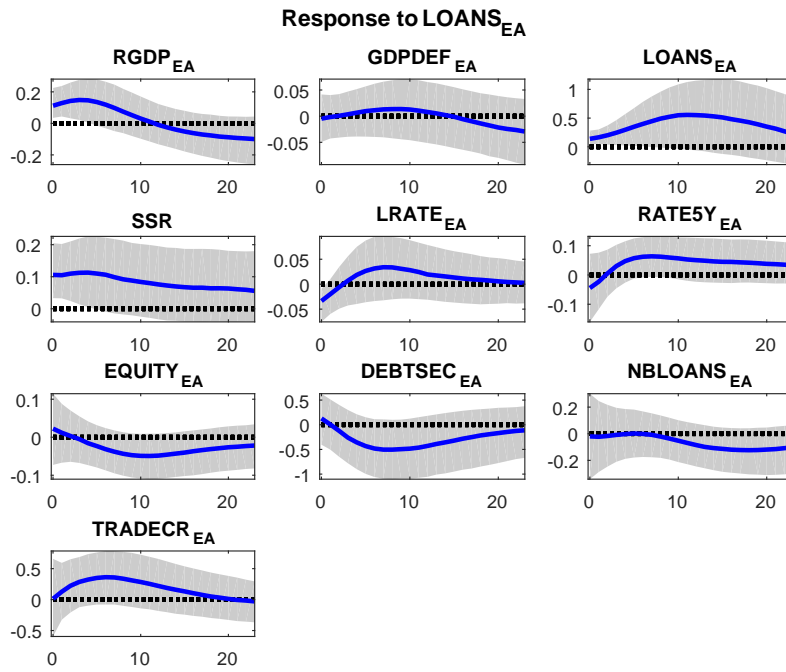 Response to LOANS_EA
RGDP_EA GDPDEF_EA LOANS_EA
0.2 0 -0.2 0 10 20
0.05 0 -0.05 0 10 20
1 0.5 0 0 10 20
SSR LRATE_EA RATE5Y_EA
0.2 0.1 0 0 10 20
0.05 0 -0.05 0 10 20
0.1 0 -0.1 0 10 20
EQUITY_EA DEBTSEC_EA NBLOANS_EA
0.1 0 -0.1 0 10 20
0.5 0 -0.5 -1 0 10 20
0.2 0 -0.2 0 10 20
TRADECR_EA
0.5 0 -0.5 0 10 20